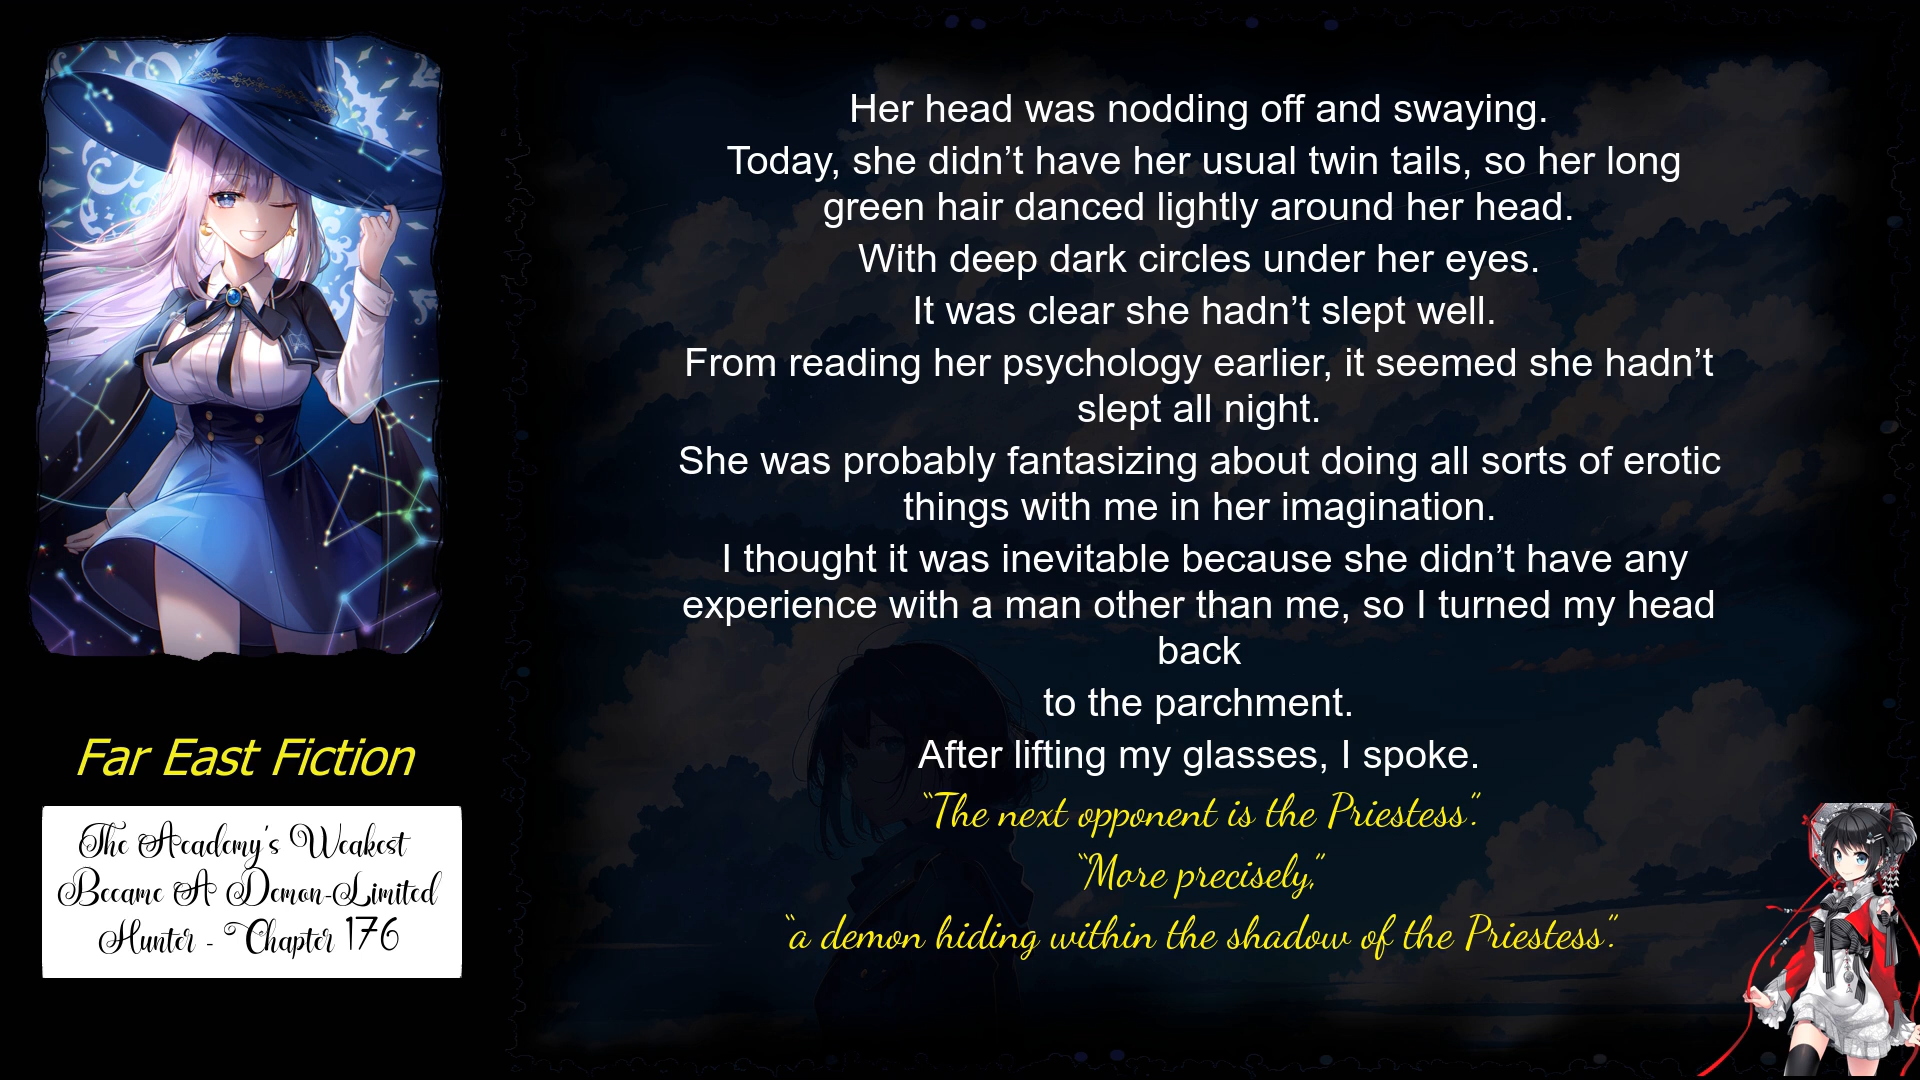 Her head was nodding off and swaying.
Today, she didn’t have her usual twin tails, so her long
green hair danced lightly around her head.
With deep dark circles under her eyes.
It was clear she hadn’t slept well.
From reading her psychology earlier, it seemed she hadn’t
slept all night.
She was probably fantasizing about doing all sorts of erotic
things with me in her imagination.
I thought it was inevitable because she didn’t have any
experience with a man other than me, so I turned my head
back
to the parchment.
After lifting my glasses, I spoke.
“The next opponent is the Priestess”.
“More precisely,”
“a demon hiding within the shadow of the Priestess”.
Far East Fiction
The Academy's Weakest
Became A Demon-Limited
Hunter - Chapter 176